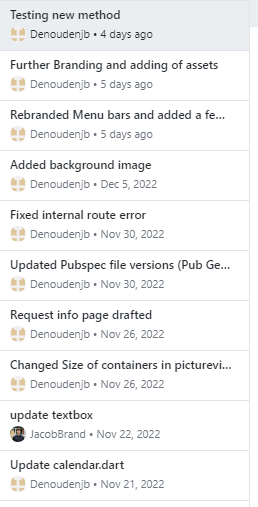 Testing new method
Denoudenjb • 4 days ago
Further Branding and adding of assets
Denoudenjb • 5 days ago
Rebranded Menu bars and added a fe...
Denoudenjb • 5 days ago
Added background image
Denoudenjb • Dec 5, 2022
Fixed internal route error
Denoudenjb • Nov 30, 2022
Updated Pubspec file versions (Pub Ge...
Denoudenjb • Nov 30, 2022
Request info page drafted
Denoudenjb • Nov 26, 2022
Changed Size of containers in picturevi...
Denoudenjb • Nov 26, 2022
update textbox
JacobBrand • Nov 22, 2022
Update calendar.dart
Denoudenjb • Nov 21, 2022